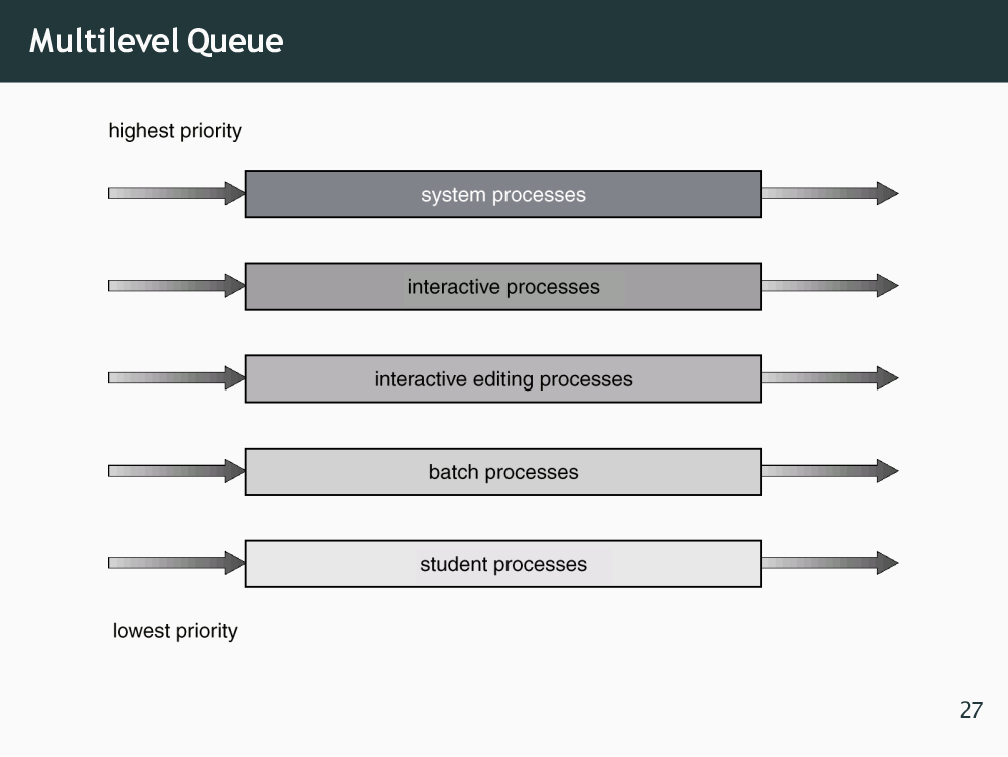 Multilevel Queue
highest priority
system processes
interactive processes
interactive editing processes
batch processes
student processes
lowest priority
27